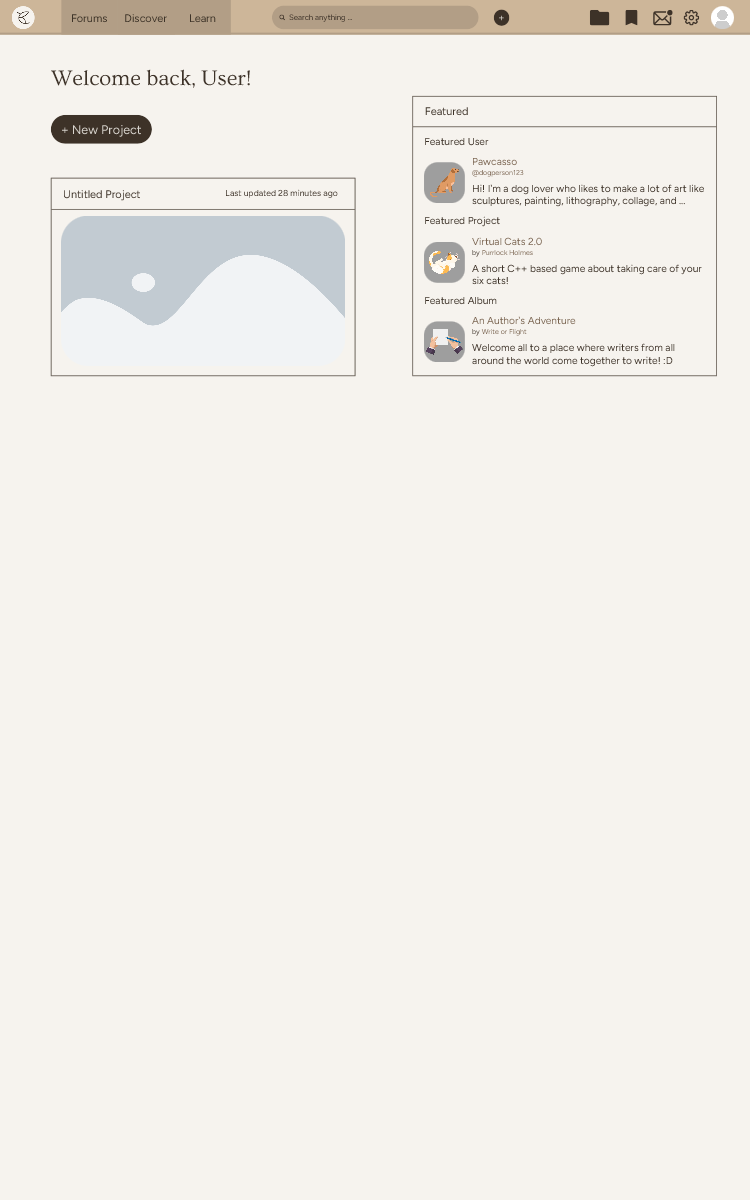 Forums Discover Learn
Search anything ...
+
Welcome back, User!
+ New Project
Untitled Project
Last updated 28 minutes ago
Featured
Featured User
Pawcasso
@dogperson123
Hi! I'm a dog lover who likes to make a lot of art like
sculptures, painting, lithography, collage, and ...
Featured Project
Virtual Cats 2.0
by Purrlock Holmes
A short C++ based game about taking care of your
six cats!
Featured Album
An Author's Adventure
by Write or Flight
Welcome all to a place where writers from all
around the world come together to write! :D